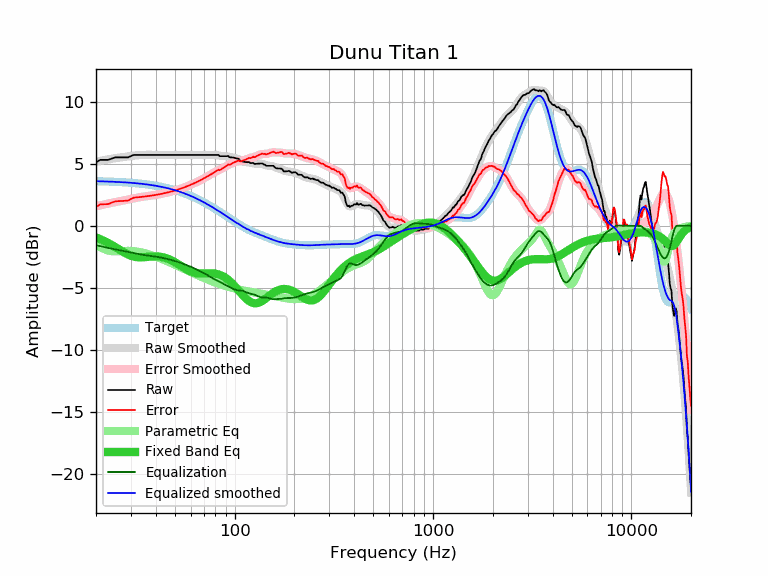 Dunu Titan 1
10
5
0
−5
−10
−15
−20
Amplitude (dBr)
Target
Raw Smoothed
Error Smoothed
Raw
Error
Parametric Eq
Fixed Band Eq
Equalization
Equalized smoothed
100 1000 10000
Frequency (Hz)